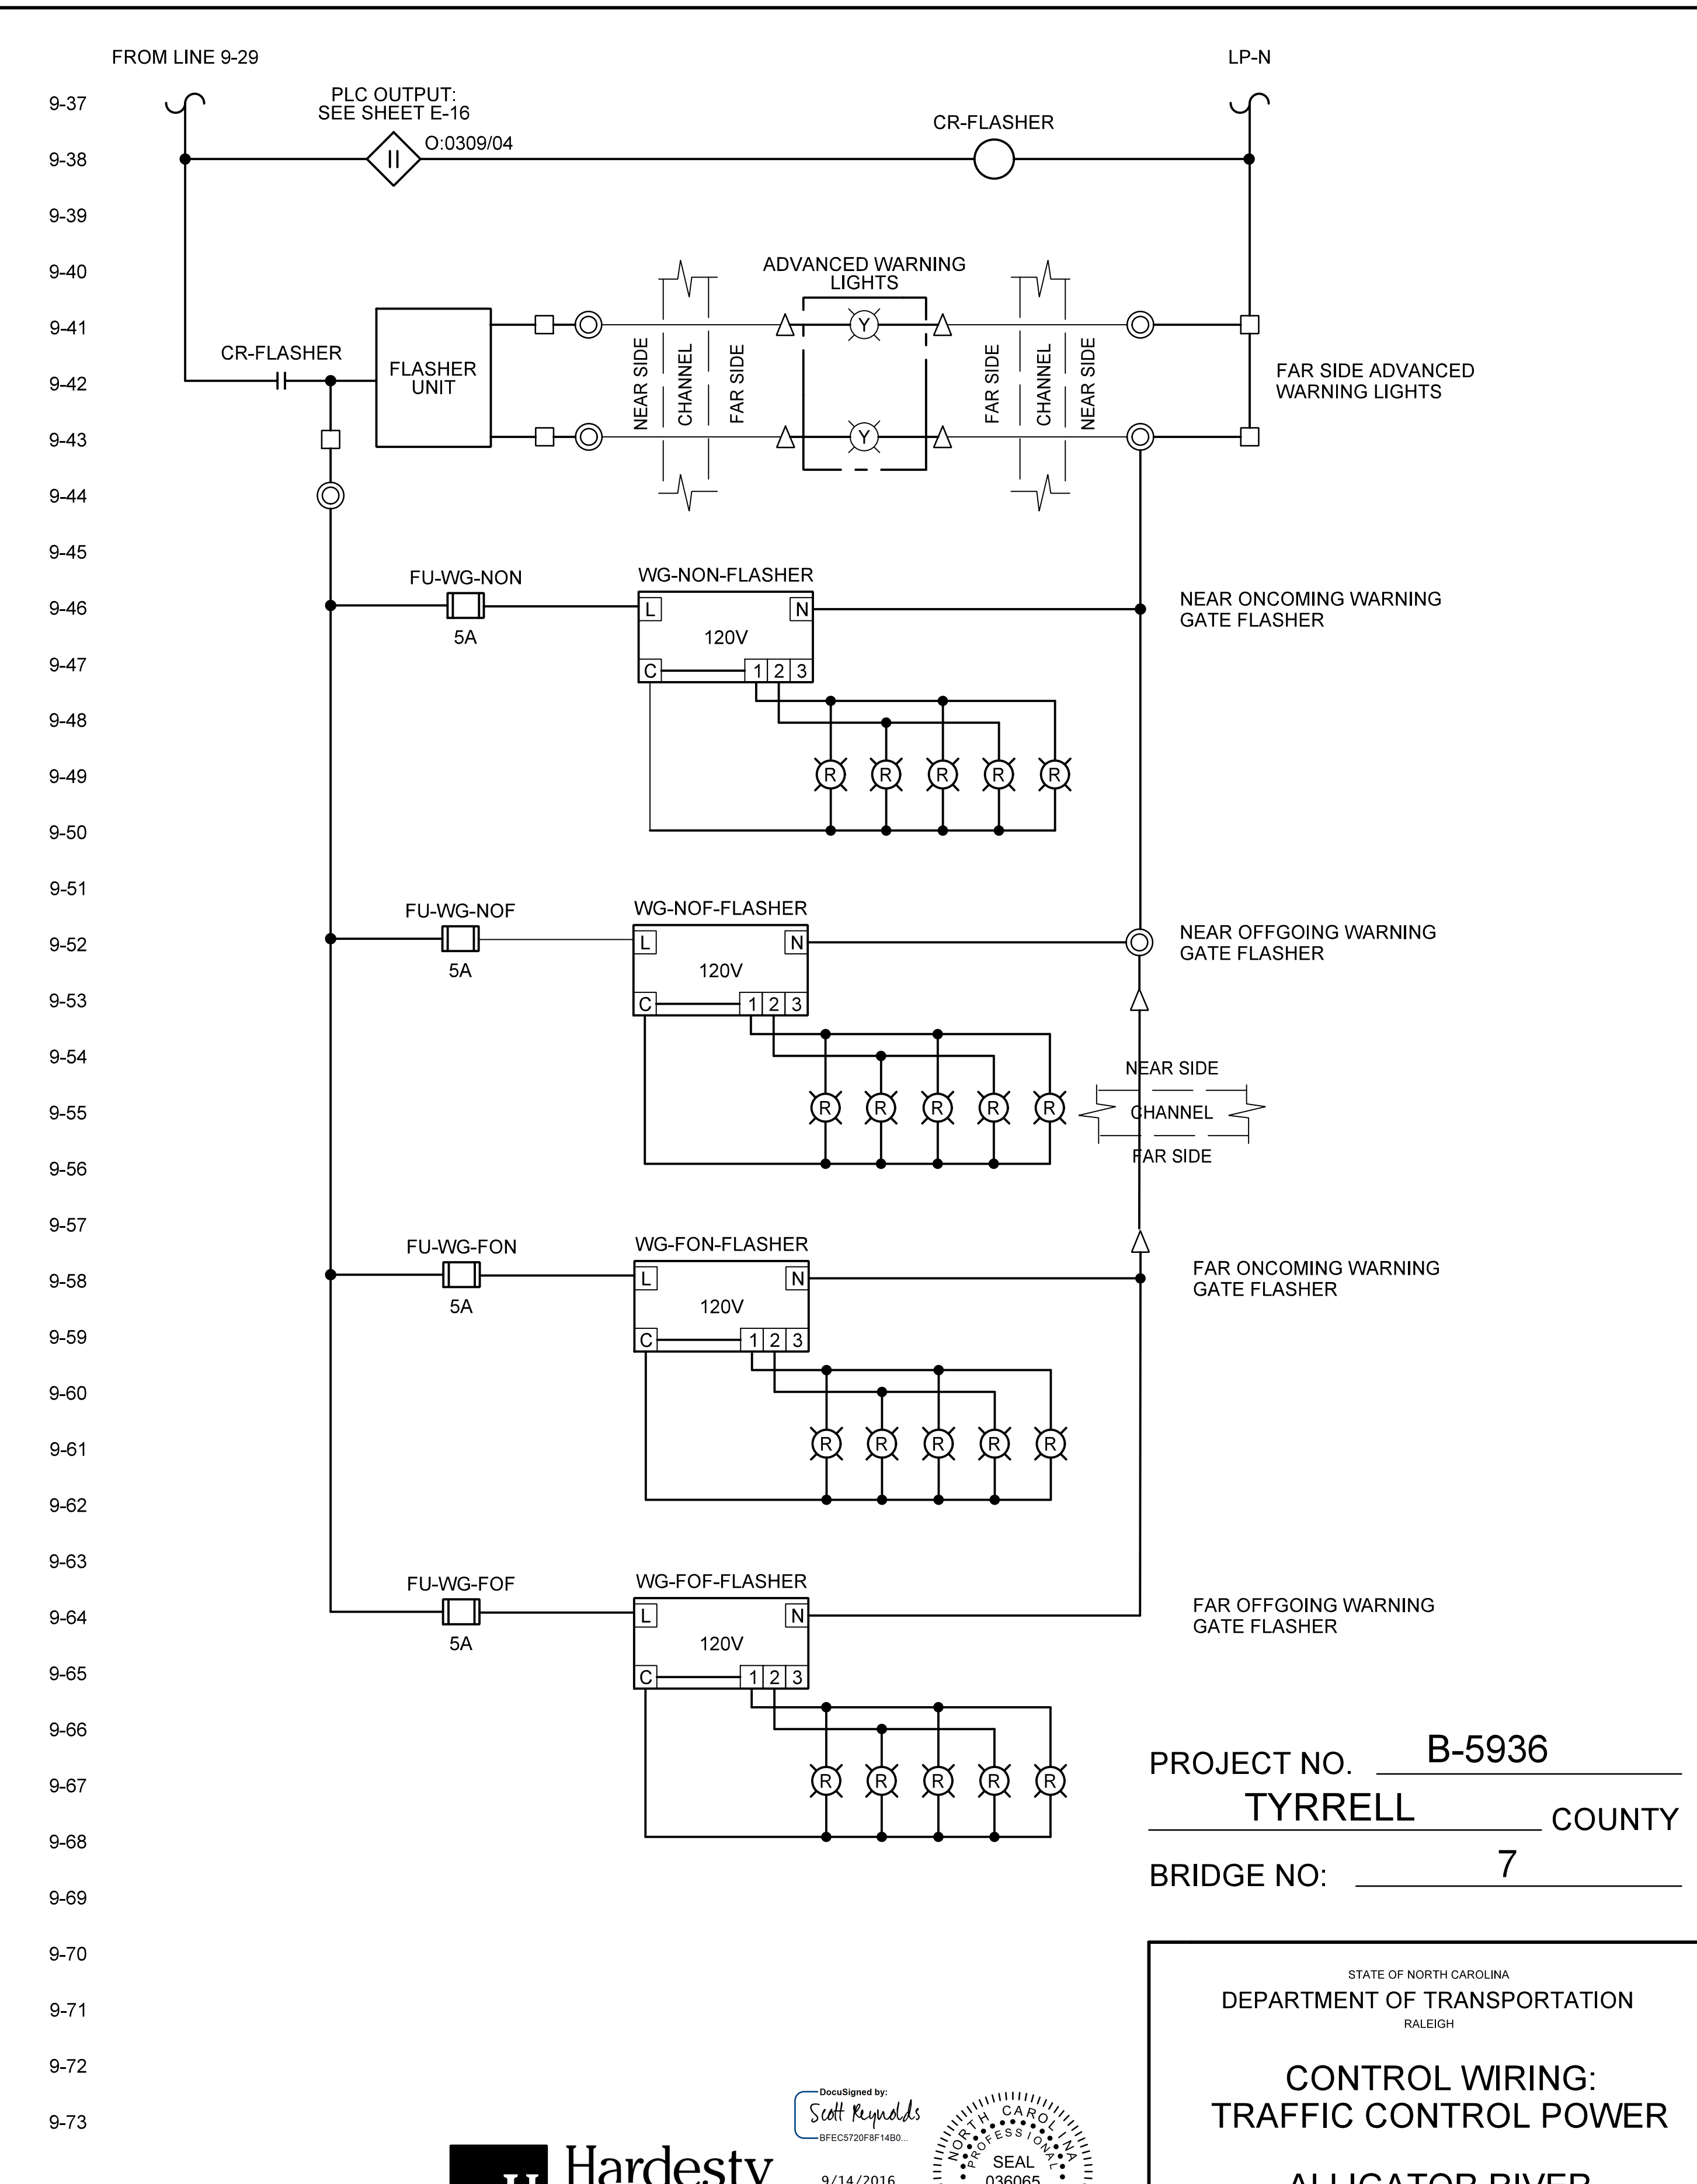 FROM LINE 9-29
LP-N
9-37
PLC OUTPUT:
SEE SHEET E-16
CR-FLASHER
O:0309/04
9-38
9-39
9-40
ADVANCED WARNING
LIGHTS
9-41
Y
CR-FLASHER
FLASHER
UNIT
NEAR SIDE
CHANNEL
FAR SIDE
FAR SIDE
CHANNEL
NEAR SIDE
FAR SIDE ADVANCED
WARNING LIGHTS
9-42
9-43
Y
9-44
9-45
FU-WG-NON
WG-NON-FLASHER
NEAR ONCOMING WARNING
GATE FLASHER
9-46
L
N
5A
120V
9-47
C
1 2 3
9-48
9-49
R R R R R
9-50
9-51
FU-WG-NOF
WG-NOF-FLASHER
NEAR OFFGOING WARNING
GATE FLASHER
9-52
L
N
5A
120V
9-53
C
1 2 3
9-54
NEAR SIDE
9-55
R R R R R
CHANNEL
9-56
FAR SIDE
9-57
FU-WG-FON
WG-FON-FLASHER
FAR ONCOMING WARNING
GATE FLASHER
9-58
L
N
5A
120V
9-59
C
1 2 3
9-60
9-61
R R R R R
9-62
9-63
FU-WG-FOF
WG-FOF-FLASHER
FAR OFFGOING WARNING
GATE FLASHER
9-64
L
N
5A
120V
9-65
C
1 2 3
9-66
9-67
R R R R R
9-68
9-69
9-70
9-71
9-72
9-73
PROJECT NO. B-5936
TYRRELL COUNTY
BRIDGE NO: 7
STATE OF NORTH CAROLINA
DEPARTMENT OF TRANSPORTATION
RALEIGH
CONTROL WIRING:
TRAFFIC CONTROL POWER
ALLIGATOR RIVER
DocuSigned by:
Scott Reynolds
BFEC5720F8F14B0...
9/14/2016
H
Hardesty
NORTH CAROLINA
PROFESSIONAL
SEAL
036065